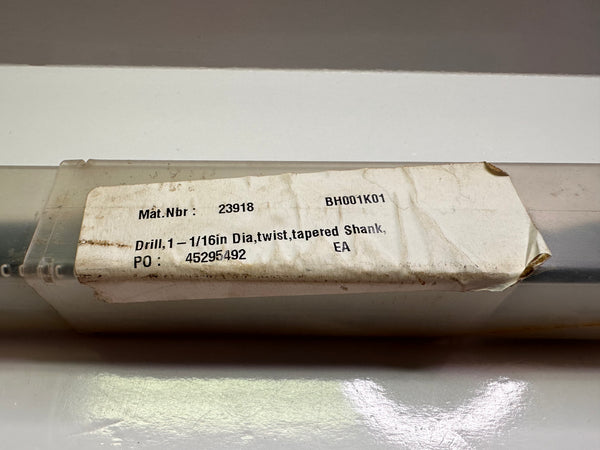 Mat.Nbr : 23918 BH001K01
Drill,1-1/16in Dia,twist,tapered Shank,
PO : 45295492 EA